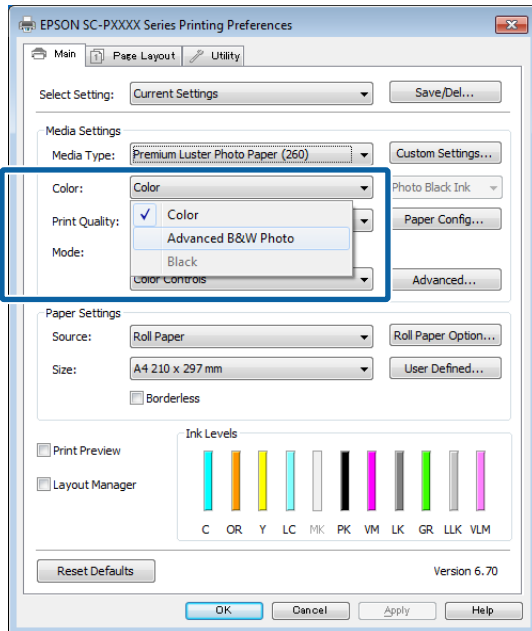 EPSON SC-PXXXX Series Printing Preferences
Main Page Layout Utility
Select Setting: Current Settings Save/Del...
Media Settings
Media Type: Premium Luster Photo Paper (260) Custom Settings...
Color: Color Photo Black Ink
Color
Print Quality: Paper Config...
Advanced B&W Photo
Mode:
Black
Color Controls Advanced...
Paper Settings
Source: Roll Paper Roll Paper Option...
Size: A4 210 x 297 mm User Defined...
Borderless
Ink Levels
Print Preview
Layout Manager
C OR Y LC MK PK VM LK GR LLK VLM
Reset Defaults Version 6.70
OK Cancel Apply Help